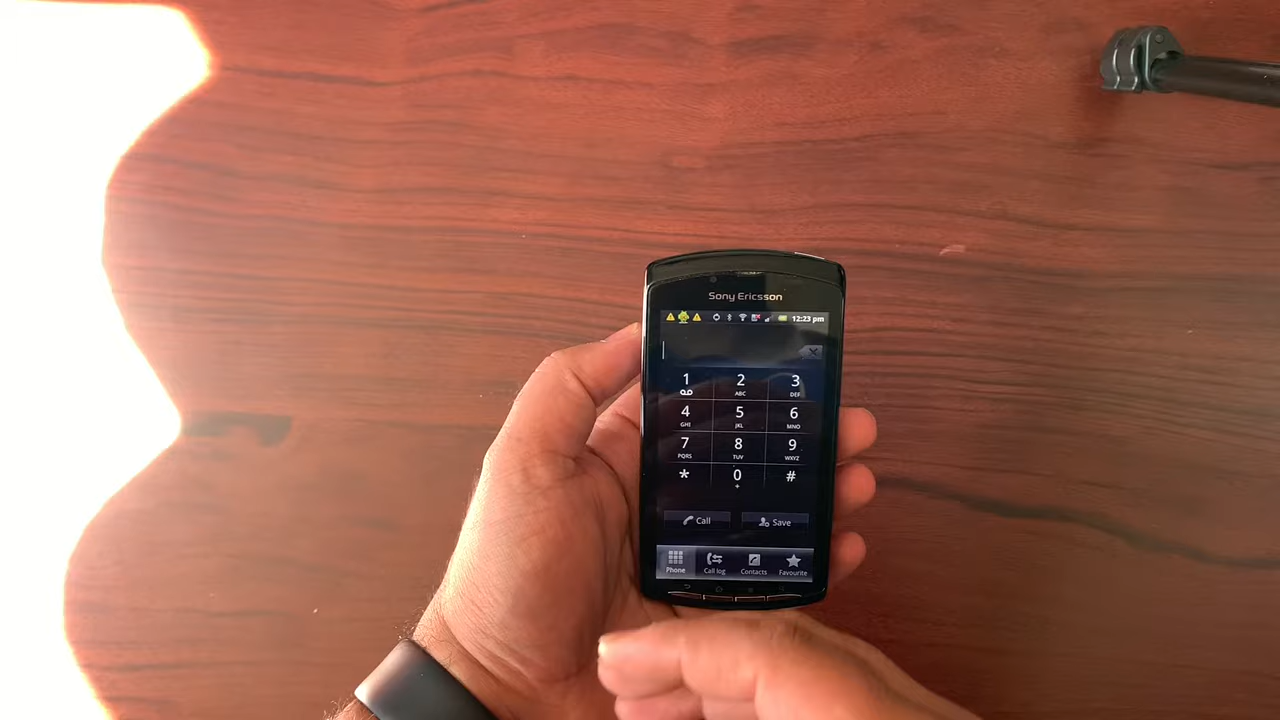 Sony Ericsson
12:23 pm
1 2 3
ABC DEF
4 5 6
GHI JKL MNO
7 8 9
PQRS TUV WXYZ
* 0 #
+
Call Save
Phone Call log Contacts Favourite